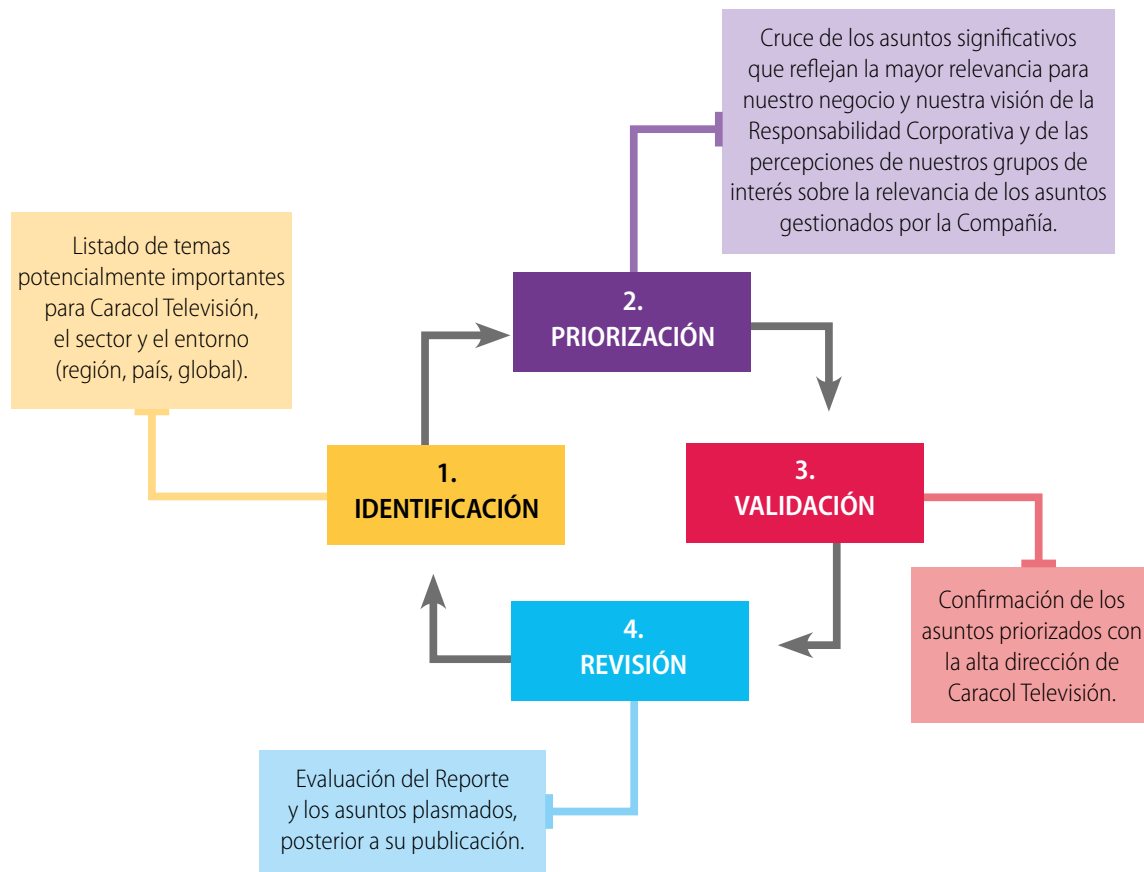 Cruce de los asuntos significativos
que reflejan la mayor relevancia para
nuestro negocio y nuestra visión de la
Responsabilidad Corporativa y de las
percepciones de nuestros grupos de
interés sobre la relevancia de los asuntos
gestionados por la Compañía.
Listado de temas
potencialmente importantes
para Caracol Televisión,
el sector y el entorno
(región, país, global).
2.
PRIORIZACIÓN
1.
IDENTIFICACIÓN
3.
VALIDACIÓN
Confirmación de los
asuntos priorizados con
la alta dirección de
Caracol Televisión.
4.
REVISIÓN
Evaluación del Reporte
y los asuntos plasmados,
posterior a su publicación.